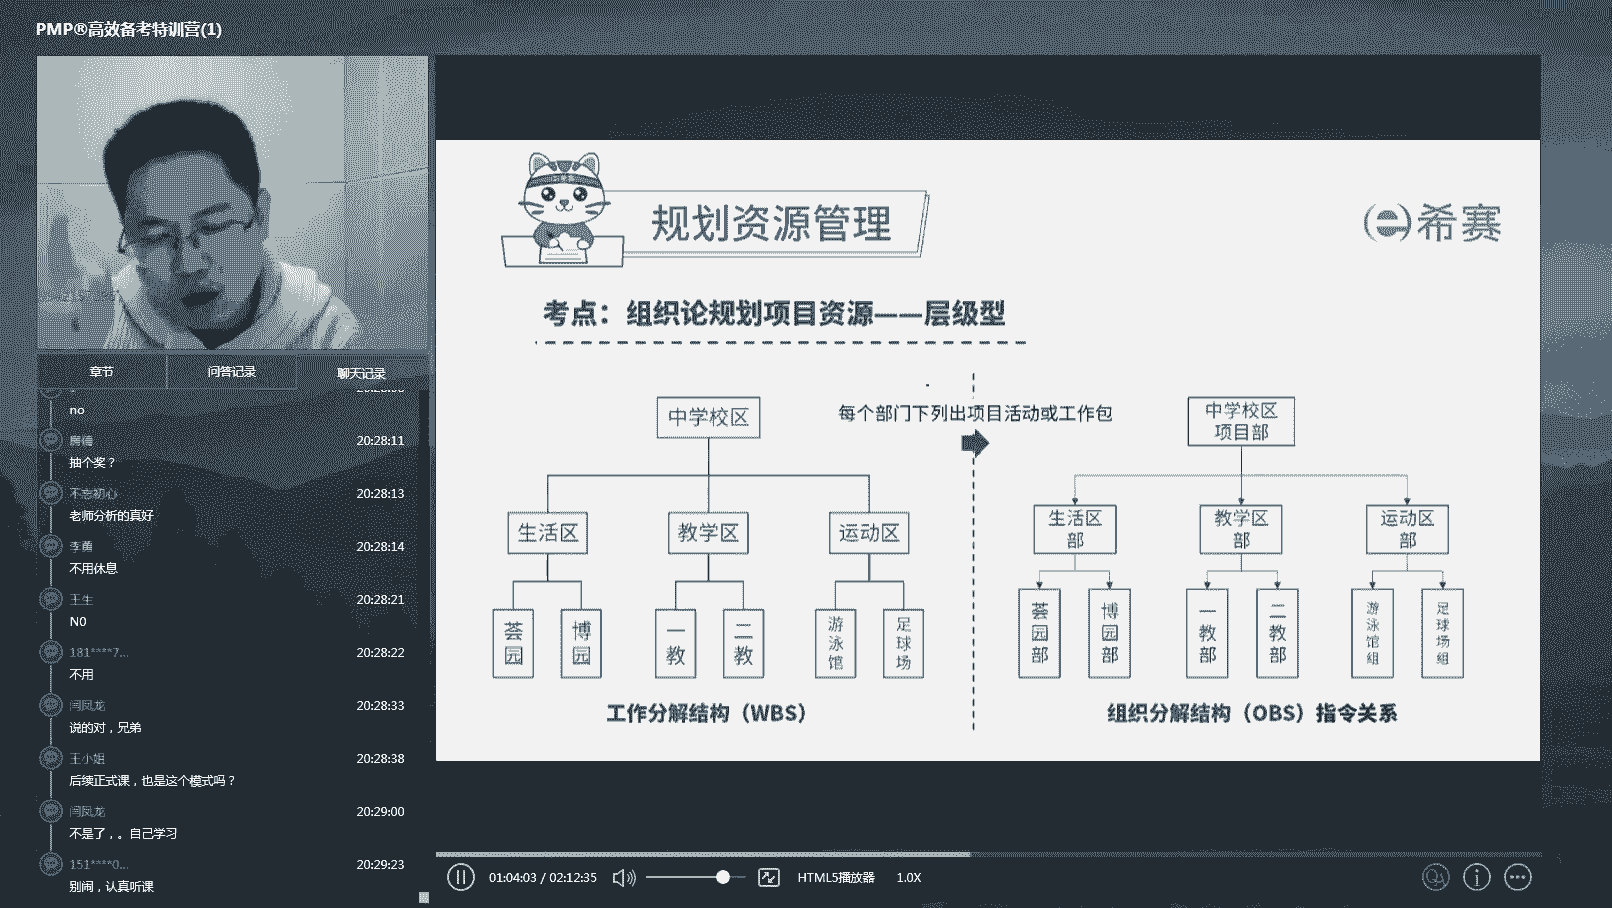 PMP®高效备考特训营(1)
章节
问答记录
聊天记录
no
20:28:11
抽个奖？
不忘初心
20:28:13
老师分析的真好
20:28:14
不用休息
王生
20:28:21
N0
181****7...
20:28:22
不用
闫凤龙
20:28:33
说的对，兄弟
王小姐
20:28:38
后续正式课，也是这个模式吗？
闫凤龙
20:29:00
不是了，。自己学习
151****0...
20:29:23
别闹，认真听课
规划资源管理
希赛
考点：组织论规划项目资源——层级型
每个部门下列出项目活动或工作包
中学校区
生活区
教学区
运动区
荟园
博园
一教
二教
游泳馆
足球场
工作分解结构（WBS）
中学校区
项目部
生活区
部
教学区
部
运动区
部
荟园部
博园部
一教部
二教部
游泳馆组
足球场组
组织分解结构（OBS）指令关系
01:04:03 / 02:12:35
HTML5播放器
1.0X